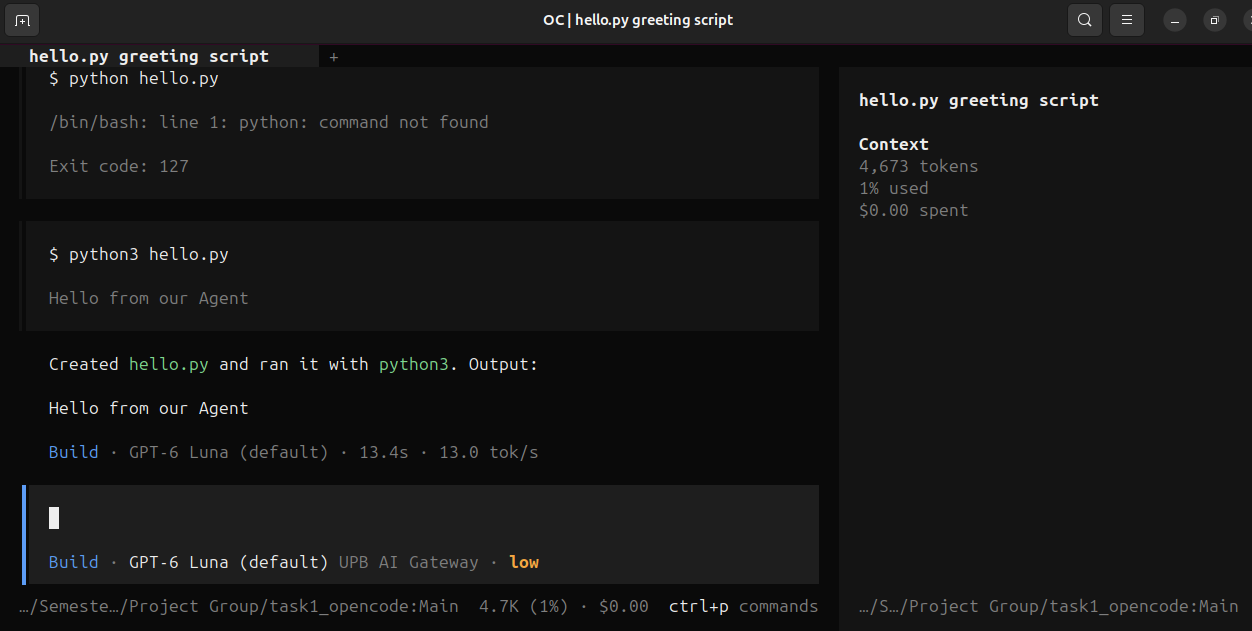 OC | hello.py greeting script
hello.py greeting script +
$ python hello.py
/bin/bash: line 1: python: command not found
Exit code: 127
$ python3 hello.py
Hello from our Agent
Created hello.py and ran it with python3. Output:
Hello from our Agent
Build · GPT-6 Luna (default) · 13.4s · 13.0 tok/s
Build · GPT-6 Luna (default) UPB AI Gateway · low
…/Semeste…/Project Group/task1_opencode:Main 4.7K (1%) · $0.00 ctrl+p commands
hello.py greeting script
Context
4,673 tokens
1% used
$0.00 spent
…/S…/Project Group/task1_opencode:Main